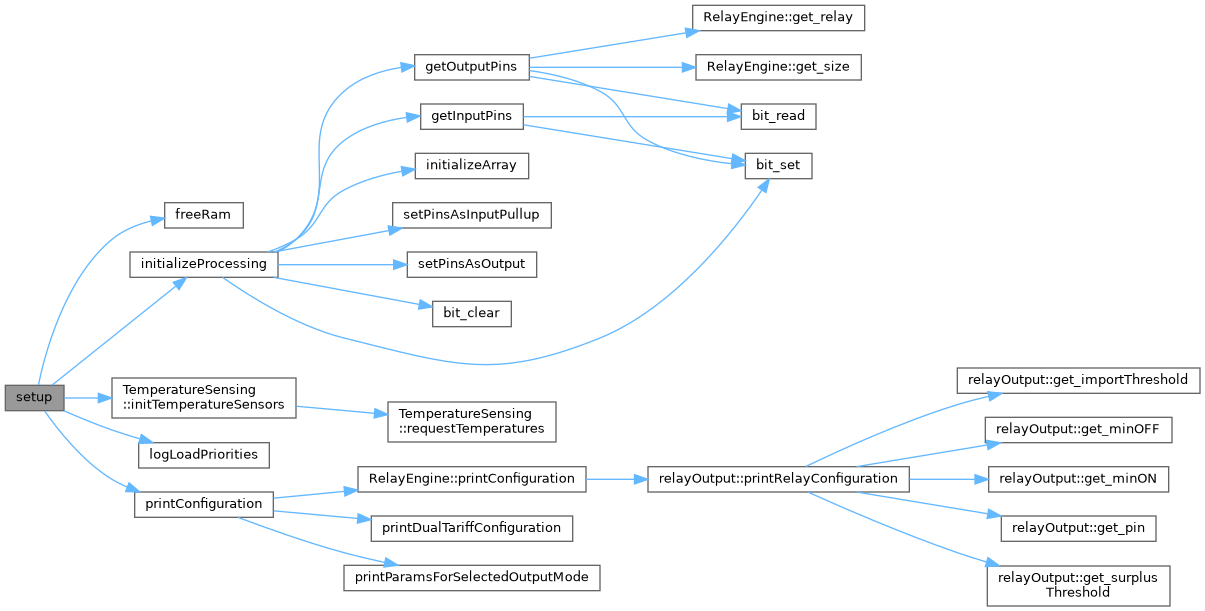 RelayEngine::get_relay
getOutputPins
RelayEngine::get_size
getInputPins
bit_read
initializeArray
bit_set
freeRam
setPinsAsInputPullup
initializeProcessing
setPinsAsOutput
bit_clear
setup
TemperatureSensing
::initTemperatureSensors
TemperatureSensing
::requestTemperatures
logLoadPriorities
printConfiguration
RelayEngine::printConfiguration
printDualTariffConfiguration
printParamsForSelectedOutputMode
relayOutput::printRelayConfiguration
relayOutput::get_importThreshold
relayOutput::get_minOFF
relayOutput::get_minON
relayOutput::get_pin
relayOutput::get_surplus
Threshold